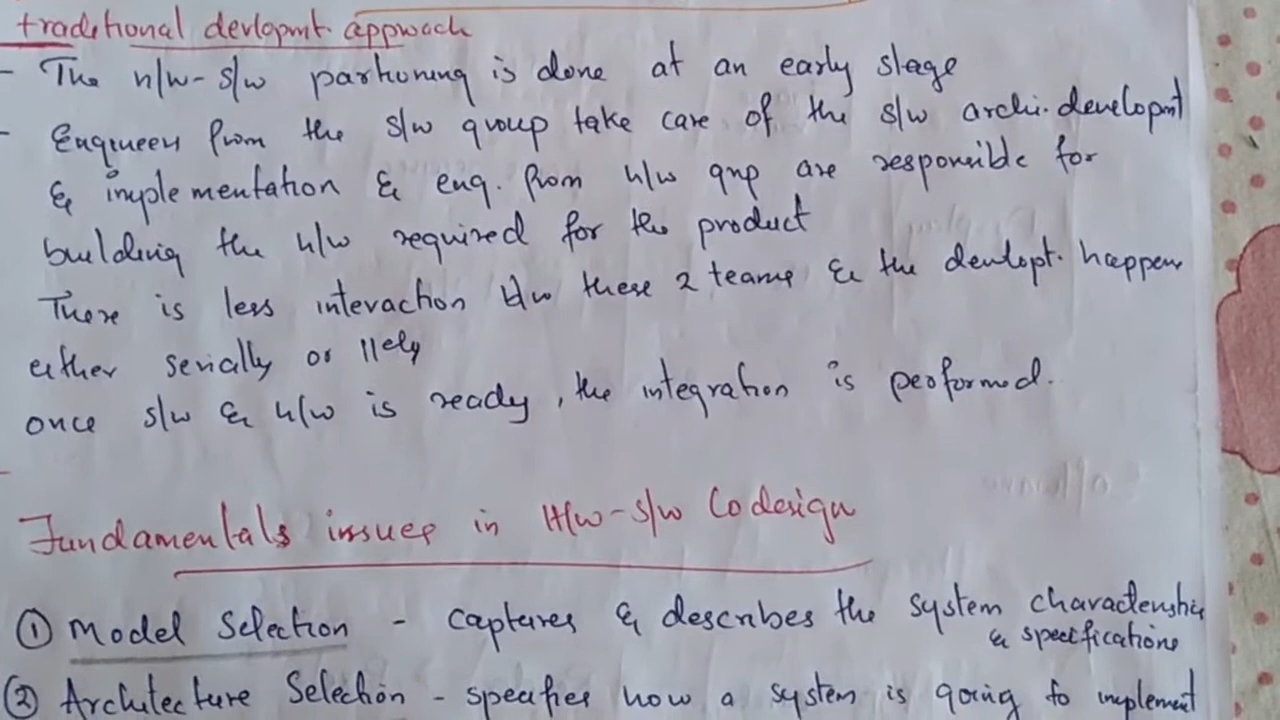 traditional devlopmt. approach
- The h/w-s/w partioning is done at an early stage
- Engineers from the s/w group take care of the s/w archi. developmt
& implementation & eng. from h/w grp are responsible for
building the h/w required for the product
There is less interaction b/w these 2 teams & the devlopt. happens
either serially or llely
once s/w & h/w is ready, the integration is performed.
Fundamentals issues in H/w-s/w Codesign
① Model Selection - captures & describes the system characteristics
& specifications
② Architecture Selection - specifies how a system is going to implement